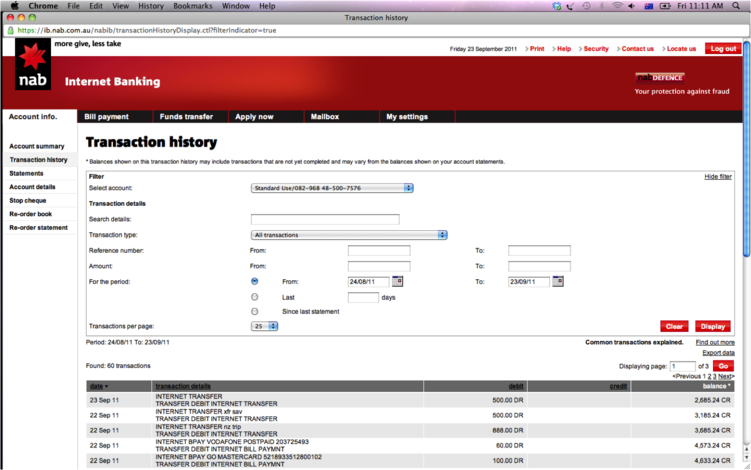 Chrome File Edit View History Bookmarks Window Help Fri 11:11 AM
Transaction history
https://ib.nab.com.au/nabib/transactionHistoryDisplay.ctl?filterIndicator=true
more give, less take
Friday 23 September 2011 > Print > Help > Security > Contact us > Locate us Log out
nab
Internet Banking
nab DEFENCE
Your protection against fraud
Account info. Bill payment Funds transfer Apply now Mailbox My settings
Account summary
Transaction history
Statements
Account details
Stop cheque
Re-order book
Re-order statement
Transaction history
* Balances shown on this transaction history may include transactions that are not yet completed and may vary from the balances shown on your account statements.
Filter Hide filter
Select account: Standard Use/082-968 48-500-7576
Transaction details
Search details:
Transaction type: All transactions
Reference number: From: To:
Amount: From: To:
For the period: From: 24/08/11 To: 23/09/11
Last days
Since last statement
Transactions per page: 25 Clear Display
Period: 24/08/11 To: 23/09/11 Common transactions explained. Find out more
Export data
Found: 60 transactions Displaying page: 1 of 3 Go
<Previous 1 2 3 Next>
date transaction details debit credit balance *
23 Sep 11 INTERNET TRANSFER
TRANSFER DEBIT INTERNET TRANSFER 500.00 DR 2,685.24 CR
22 Sep 11 INTERNET TRANSFER xfr sav
TRANSFER DEBIT INTERNET TRANSFER 500.00 DR 3,185.24 CR
22 Sep 11 INTERNET TRANSFER nz trip
TRANSFER DEBIT INTERNET TRANSFER 888.00 DR 3,685.24 CR
22 Sep 11 INTERNET BPAY VODAFONE POSTPAID 203725493
TRANSFER DEBIT INTERNET BILL PAYMNT 60.00 DR 4,573.24 CR
22 Sep 11 INTERNET BPAY GO MASTERCARD 5218933512800102
TRANSFER DEBIT INTERNET BILL PAYMNT 100.00 DR 4,633.24 CR